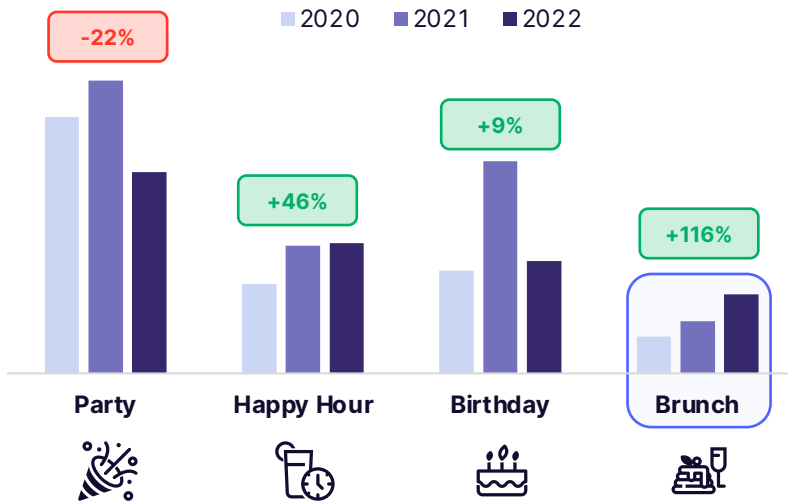 2020 2021 2022
-22%
+46%
+9%
+116%
Party
Happy Hour
Birthday
Brunch